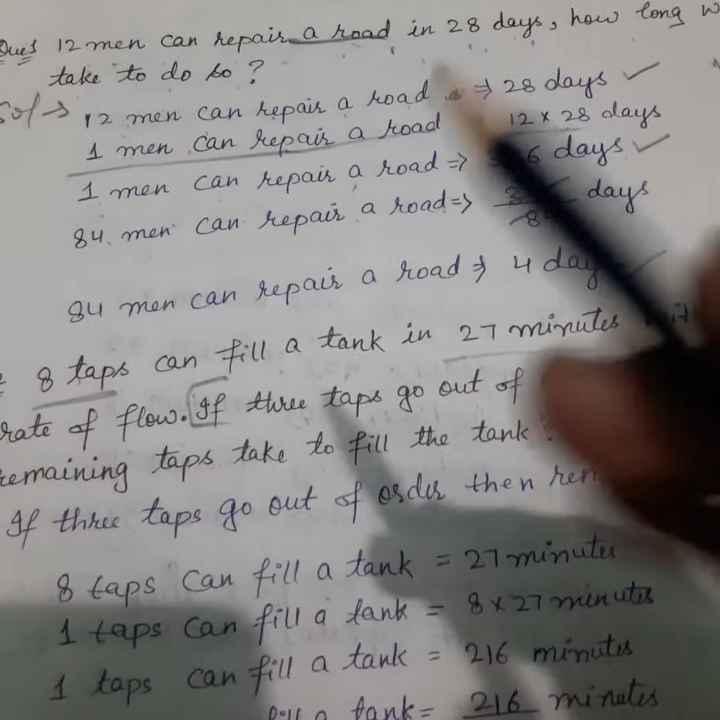 Ques 12 men can repair a road in 28 days, how long
take to do so ?
Sol → 12 men can repair a road ⇒ 28 days ✓
1 men can repair a road 12 x 28 days
1 men can repair a road ⇒ 6 days ✓
84. men can repair a road ⇒ days
84 men can repair a road ⇒ 4 day
8 taps can fill a tank in 27 minutes
rate of flow. If three taps go out of
remaining taps take to fill the tank
If three taps go out of order then
8 taps can fill a tank = 27 minutes
1 taps can fill a tank = 8 x 27 minutes
1 taps can fill a tank = 216 minutes
fill a tank = 216 minutes